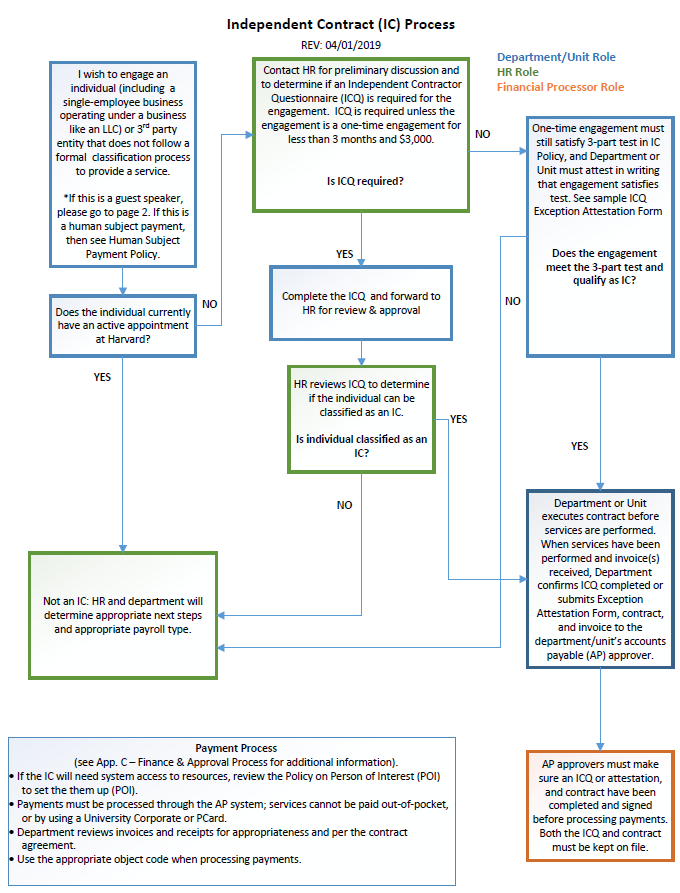 Independent Contract (IC) Process
REV: 04/01/2019
Department/Unit Role
HR Role
Financial Processor Role
I wish to engage an
individual (including a
single-employee business
operating under a business
like an LLC) or 3rd party
entity that does not follow a
formal classification process
to provide a service.
*If this is a guest speaker,
please go to page 2. If this is
a human subject payment,
then see Human Subject
Payment Policy.
Contact HR for preliminary discussion and
to determine if an Independent Contractor
Questionnaire (ICQ) is required for the
engagement. ICQ is required unless the
engagement is a one-time engagement for
less than 3 months and $3,000.
Is ICQ required?
NO
One-time engagement must
still satisfy 3-part test in IC
Policy, and Department or
Unit must attest in writing
that engagement satisfies
test. See sample ICQ
Exception Attestation Form
Does the engagement
meet the 3-part test and
qualify as IC?
YES
NO
NO
Does the individual currently
have an active appointment
at Harvard?
Complete the ICQ and forward to
HR for review & approval
YES
HR reviews ICQ to determine
if the individual can be
classified as an IC.
Is individual classified as an
IC?
YES
YES
NO
Department or Unit
executes contract before
services are performed.
When services have been
performed and invoice(s)
received, Department
confirms ICQ completed or
submits Exception
Attestation Form, contract,
and invoice to the
department/unit's accounts
payable (AP) approver.
Not an IC: HR and department will
determine appropriate next steps
and appropriate payroll type.
Payment Process
(see App. C – Finance & Approval Process for additional information).
• If the IC will need system access to resources, review the Policy on Person of Interest (POI)
to set the them up (POI).
• Payments must be processed through the AP system; services cannot be paid out-of-pocket,
or by using a University Corporate or PCard.
• Department reviews invoices and receipts for appropriateness and per the contract
agreement.
• Use the appropriate object code when processing payments.
AP approvers must make
sure an ICQ or attestation,
and contract have been
completed and signed
before processing payments.
Both the ICQ and contract
must be kept on file.